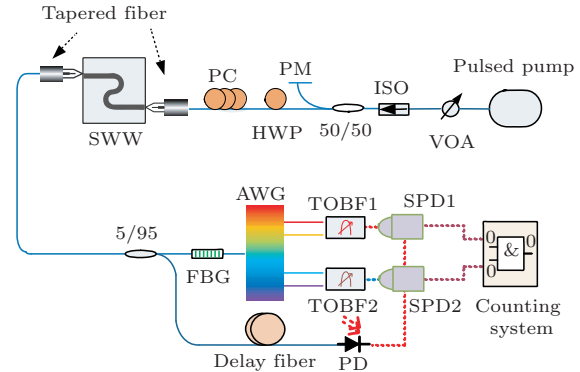 Tapered fiber
PC
PM
ISO
Pulsed pump
SWW
HWP
50/50
VOA
AWG
TOBF1
SPD1
5/95
0
0
&
0
FBG
TOBF2
SPD2
Counting
system
Delay fiber
PD